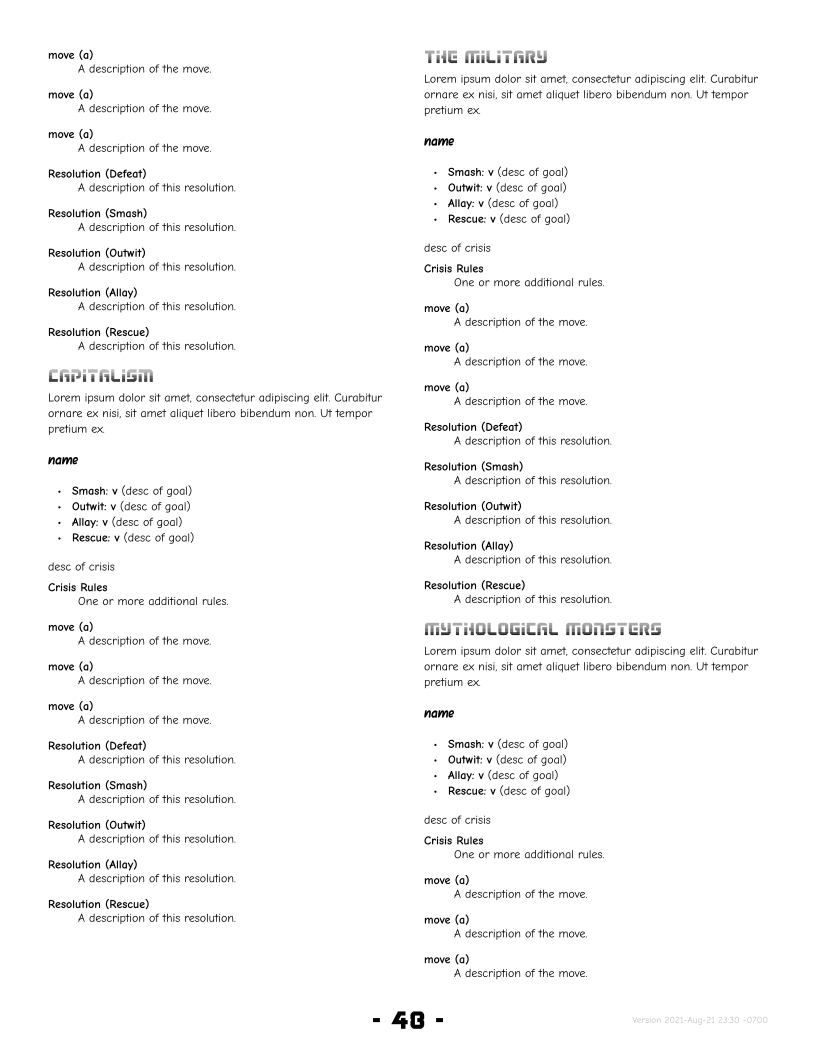 move (a)
A description of the move.
move (a)
A description of the move.
move (a)
A description of the move.
Resolution (Defeat)
A description of this resolution.
Resolution (Smash)
A description of this resolution.
Resolution (Outwit)
A description of this resolution.
Resolution (Allay)
A description of this resolution.
Resolution (Rescue)
A description of this resolution.
CAPITALISM
Lorem ipsum dolor sit amet, consectetur adipiscing elit. Curabitur
ornare ex nisi, sit amet aliquet libero bibendum non. Ut tempor
pretium ex.
name
• Smash: v (desc of goal)
• Outwit: v (desc of goal)
• Allay: v (desc of goal)
• Rescue: v (desc of goal)
desc of crisis
Crisis Rules
One or more additional rules.
move (a)
A description of the move.
move (a)
A description of the move.
move (a)
A description of the move.
Resolution (Defeat)
A description of this resolution.
Resolution (Smash)
A description of this resolution.
Resolution (Outwit)
A description of this resolution.
Resolution (Allay)
A description of this resolution.
Resolution (Rescue)
A description of this resolution.
THE MILITARY
Lorem ipsum dolor sit amet, consectetur adipiscing elit. Curabitur
ornare ex nisi, sit amet aliquet libero bibendum non. Ut tempor
pretium ex.
name
• Smash: v (desc of goal)
• Outwit: v (desc of goal)
• Allay: v (desc of goal)
• Rescue: v (desc of goal)
desc of crisis
Crisis Rules
One or more additional rules.
move (a)
A description of the move.
move (a)
A description of the move.
move (a)
A description of the move.
Resolution (Defeat)
A description of this resolution.
Resolution (Smash)
A description of this resolution.
Resolution (Outwit)
A description of this resolution.
Resolution (Allay)
A description of this resolution.
Resolution (Rescue)
A description of this resolution.
MYTHOLOGICAL MONSTERS
Lorem ipsum dolor sit amet, consectetur adipiscing elit. Curabitur
ornare ex nisi, sit amet aliquet libero bibendum non. Ut tempor
pretium ex.
name
• Smash: v (desc of goal)
• Outwit: v (desc of goal)
• Allay: v (desc of goal)
• Rescue: v (desc of goal)
desc of crisis
Crisis Rules
One or more additional rules.
move (a)
A description of the move.
move (a)
A description of the move.
move (a)
A description of the move.
- 48 -
Version 2021-Aug-21 23:30 -0700